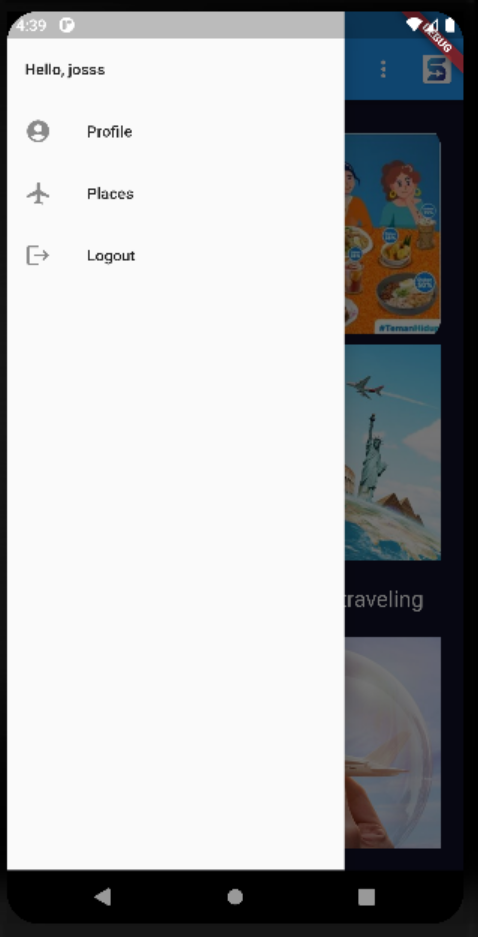 4:39
DEBUG
Hello, josss
Profile
Places
Logout
#TemanHidup
traveling